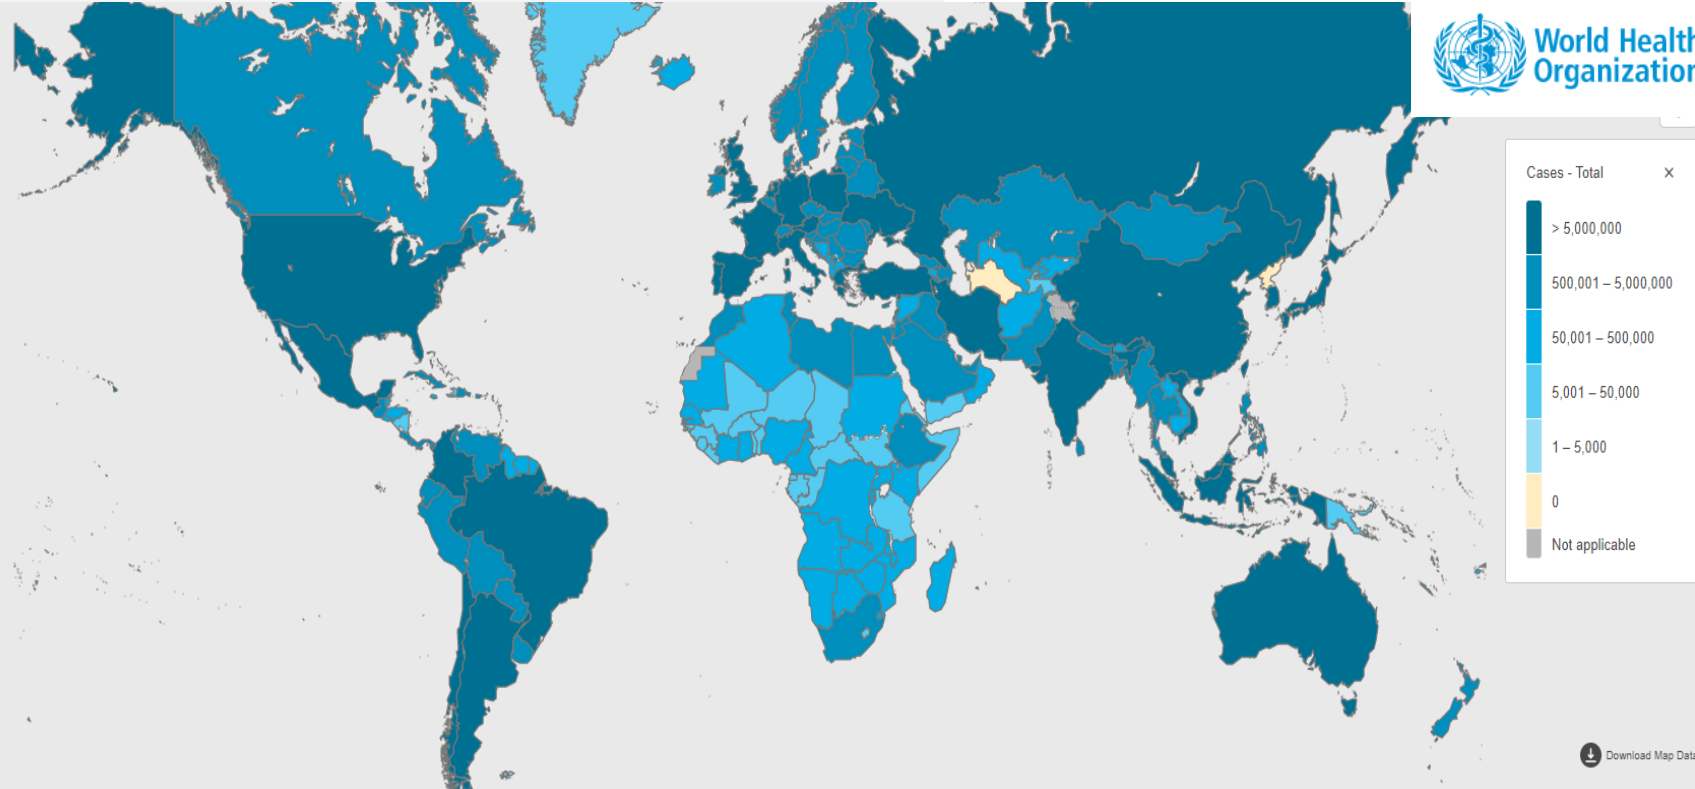 World Health
Organization
Cases - Total
> 5,000,000
500,001 – 5,000,000
50,001 – 500,000
5,001 – 50,000
1 – 5,000
0
Not applicable
Download Map Data